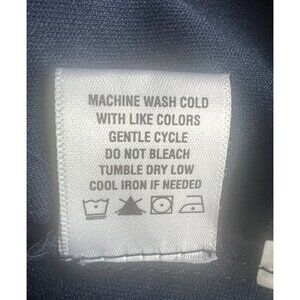 MACHINE WASH COLD
WITH LIKE COLORS
GENTLE CYCLE
DO NOT BLEACH
TUMBLE DRY LOW
COOL IRON IF NEEDED